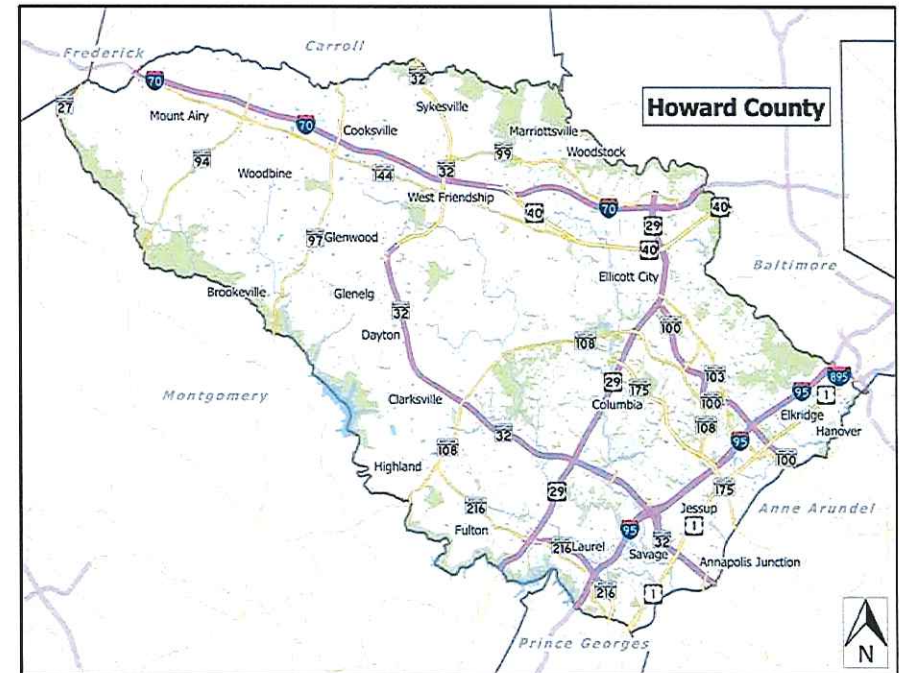 Frederick
Carroll
32
70
27
Sykesville
Howard County
Mount Airy
70
Cooksville
Marriottsville
94
99
Woodstock
Woodbine
144
32
West Friendship
40
70
40
29
97
Glenwood
40
Ellicott City
Baltimore
Brookeville
Glenelg
32
Dayton
100
108
Montgomery
29
175
103
895
95
1
Clarksville
Columbia
100
Elkridge
108
Hanover
32
95
108
100
Highland
175
29
216
Jessup
Anne Arundel
Fulton
95
1
216
Laurel
Savage
32
Annapolis Junction
216
1
Prince Georges
N